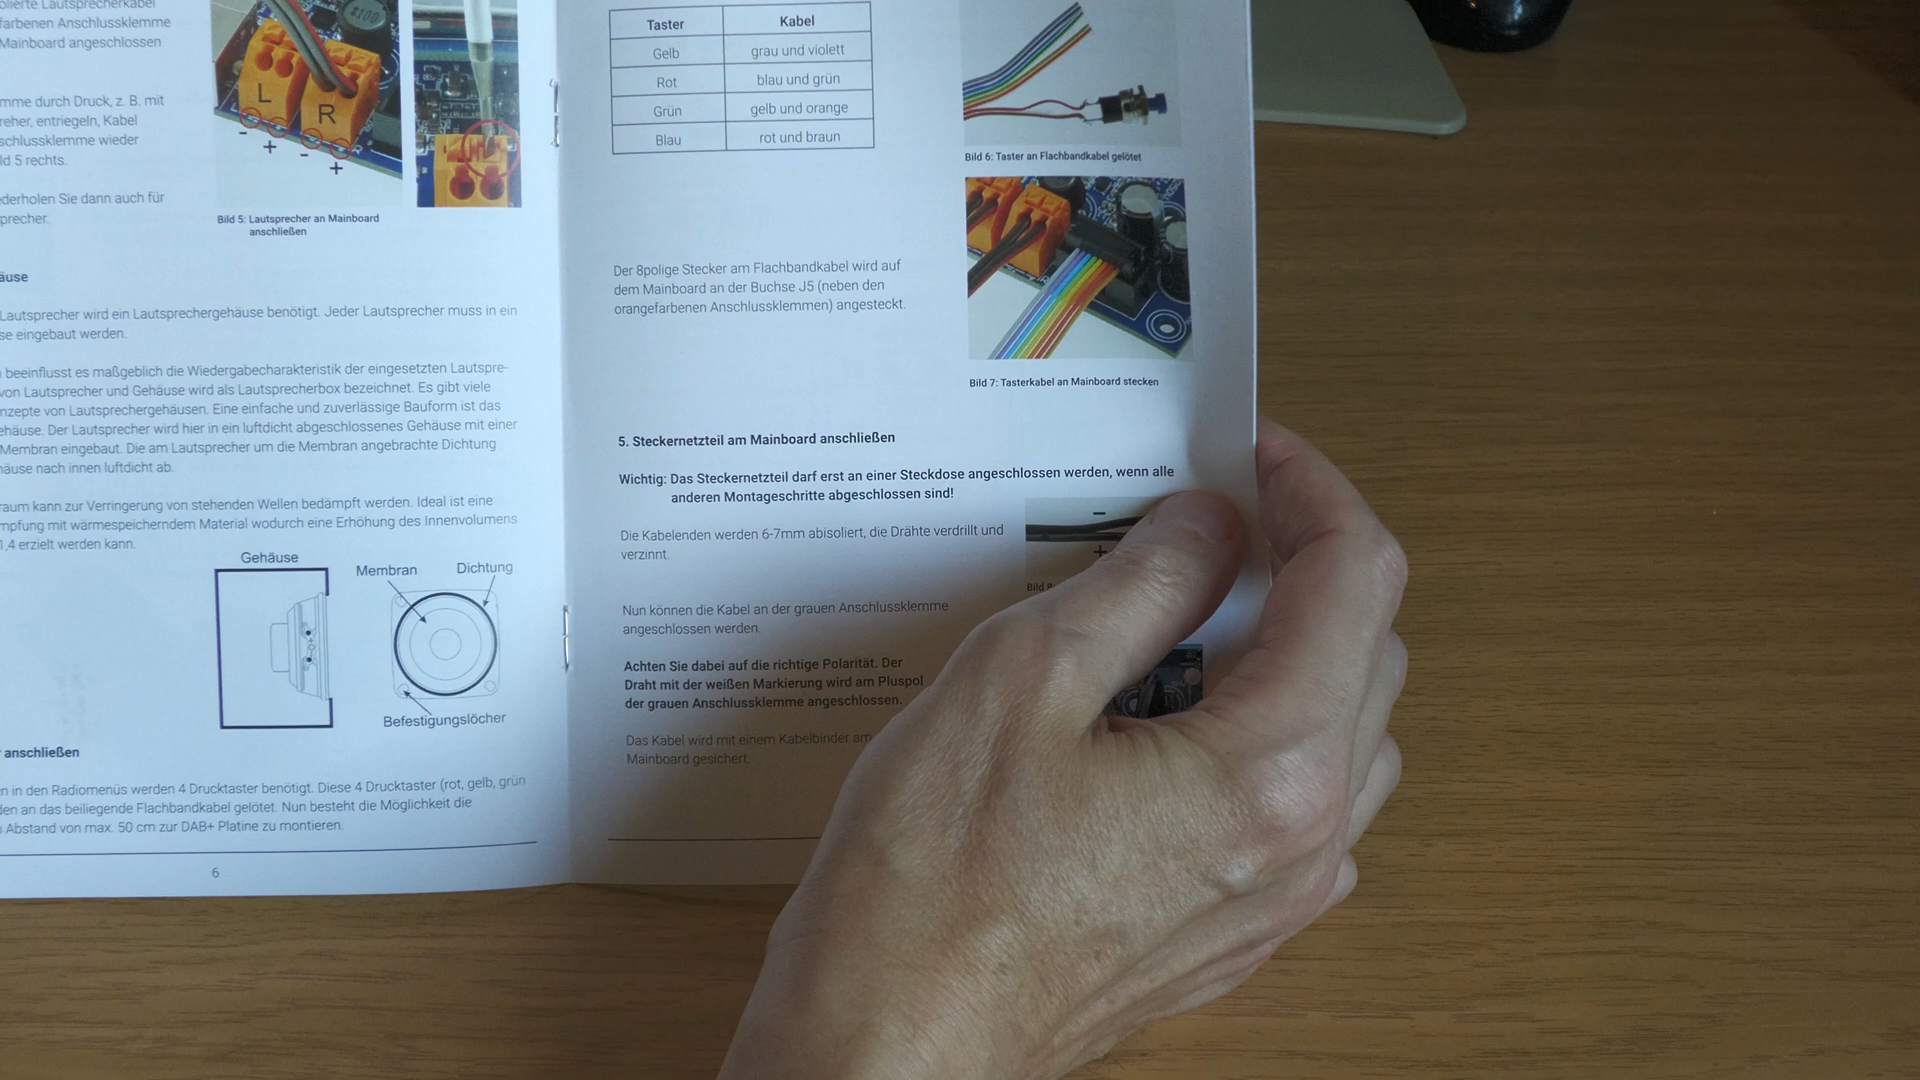 olierte Lautsprecherkabel
farbenen Anschlussklemme
Mainboard angeschlossen
mme durch Druck, z. B. mit
reher, entriegeln, Kabel
schlussklemme wieder
ld 5 rechts.
ederholen Sie dann auch für
precher.
L
R
-
+
-
+
Bild 5: Lautsprecher an Mainboard
anschließen
äuse
Lautsprecher wird ein Lautsprechergehäuse benötigt. Jeder Lautsprecher muss in ein
se eingebaut werden.
beeinflusst es maßgeblich die Wiedergabecharakteristik der eingesetzten Lautspre-
von Lautsprecher und Gehäuse wird als Lautsprecherbox bezeichnet. Es gibt viele
nzepte von Lautsprechergehäusen. Eine einfache und zuverlässige Bauform ist das
ehäuse. Der Lautsprecher wird hier in ein luftdicht abgeschlossenes Gehäuse mit einer
Membran eingebaut. Die am Lautsprecher um die Membran angebrachte Dichtung
häuse nach innen luftdicht ab.
raum kann zur Verringerung von stehenden Wellen bedämpft werden. Ideal ist eine
mpfung mit wärmespeicherndem Material wodurch eine Erhöhung des Innenvolumens
1,4 erzielt werden kann.
Gehäuse
Membran
Dichtung
Befestigungslöcher
anschließen
n in den Radiomenüs werden 4 Drucktaster benötigt. Diese 4 Drucktaster (rot, gelb, grün
den an das beiliegende Flachbandkabel gelötet. Nun besteht die Möglichkeit die
Abstand von max. 50 cm zur DAB+ Platine zu montieren.
6
Taster Kabel
Gelb grau und violett
Rot blau und grün
Grün gelb und orange
Blau rot und braun
Bild 6: Taster an Flachbandkabel gelötet
Der 8polige Stecker am Flachbandkabel wird auf
dem Mainboard an der Buchse J5 (neben den
orangefarbenen Anschlussklemmen) angesteckt.
Bild 7: Tasterkabel an Mainboard stecken
5. Steckernetzteil am Mainboard anschließen
Wichtig: Das Steckernetzteil darf erst an einer Steckdose angeschlossen werden, wenn alle
anderen Montageschritte abgeschlossen sind!
Die Kabelenden werden 6-7mm abisoliert, die Drähte verdrillt und
verzinnt.
-
+
Bild 8:
Nun können die Kabel an der grauen Anschlussklemme
angeschlossen werden.
Achten Sie dabei auf die richtige Polarität. Der
Draht mit der weißen Markierung wird am Pluspol
der grauen Anschlussklemme angeschlossen.
Das Kabel wird mit einem Kabelbinder am
Mainboard gesichert.